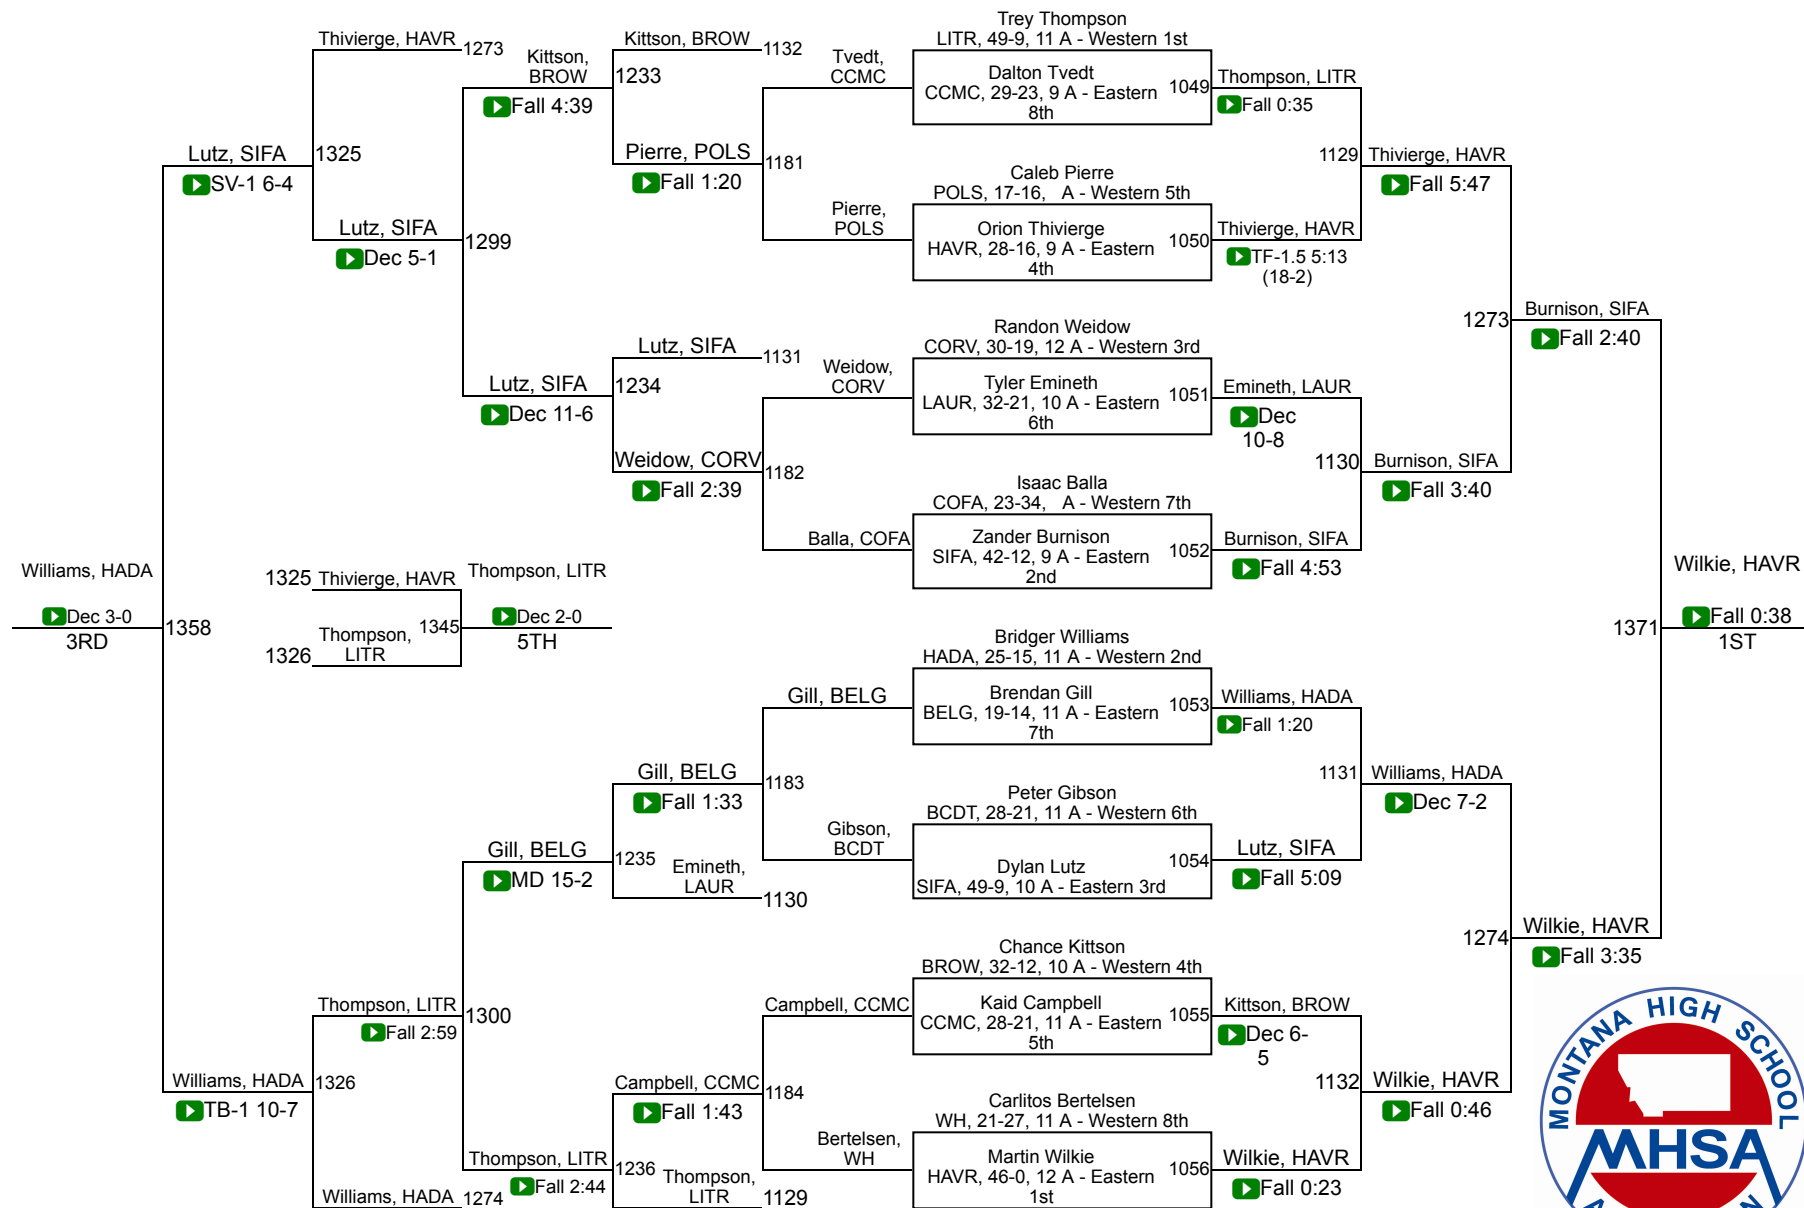 Trey Thompson
LITR, 49-9, 11 A - Western 1st
Dalton Tvedt
CCMC, 29-23, 9 A - Eastern
8th
1049
Thompson, LITR
Fall 0:35
Caleb Pierre
POLS, 17-16, A - Western 5th
Orion Thivierge
HAVR, 28-16, 9 A - Eastern
4th
1050
Thivierge, HAVR
TF-1.5 5:13
(18-2)
Randon Weidow
CORV, 30-19, 12 A - Western 3rd
Tyler Emineth
LAUR, 32-21, 10 A - Eastern
6th
1051
Emineth, LAUR
Dec
10-8
Isaac Balla
COFA, 23-34, A - Western 7th
Zander Burnison
SIFA, 42-12, 9 A - Eastern
2nd
1052
Burnison, SIFA
Fall 4:53
Bridger Williams
HADA, 25-15, 11 A - Western 2nd
Brendan Gill
BELG, 19-14, 11 A - Eastern
7th
1053
Williams, HADA
Fall 1:20
Peter Gibson
BCDT, 28-21, 11 A - Western 6th
Dylan Lutz
SIFA, 49-9, 10 A - Eastern 3rd
1054
Lutz, SIFA
Fall 5:09
Chance Kittson
BROW, 32-12, 10 A - Western 4th
Kaid Campbell
CCMC, 28-21, 11 A - Eastern
5th
1055
Kittson, BROW
Dec 6-
5
Carlitos Bertelsen
WH, 21-27, 11 A - Western 8th
Martin Wilkie
HAVR, 46-0, 12 A - Eastern
1st
1056
Wilkie, HAVR
Fall 0:23
1129
Thivierge, HAVR
Fall 5:47
1130
Burnison, SIFA
Fall 3:40
1131
Williams, HADA
Dec 7-2
1132
Wilkie, HAVR
Fall 0:46
1273
Burnison, SIFA
Fall 2:40
1274
Wilkie, HAVR
Fall 3:35
Wilkie, HAVR
1371
Fall 0:38
1ST
Tvedt,
CCMC
Pierre,
POLS
Weidow,
CORV
Balla, COFA
Gill, BELG
Gibson,
BCDT
Campbell, CCMC
Bertelsen,
WH
Kittson, BROW
1132
1181
Pierre, POLS
Fall 1:20
Lutz, SIFA
1131
1182
Weidow, CORV
Fall 2:39
1183
Gill, BELG
Fall 1:33
Emineth,
LAUR
1130
1184
Campbell, CCMC
Fall 1:43
Thompson,
LITR
1129
1233
Kittson,
BROW
Fall 4:39
1234
Lutz, SIFA
Dec 11-6
1235
Gill, BELG
MD 15-2
1236
Thompson, LITR
Fall 2:44
Thivierge, HAVR
1273
1299
Lutz, SIFA
Dec 5-1
1300
Thompson, LITR
Fall 2:59
Williams, HADA
1274
1325
Lutz, SIFA
SV-1 6-4
1326
Williams, HADA
TB-1 10-7
1325
Thivierge, HAVR
1326
Thompson,
LITR
1345
Thompson, LITR
Dec 2-0
5TH
Williams, HADA
Dec 3-0
3RD
1358
MONTANA HIGH SCHOOL
MHSA